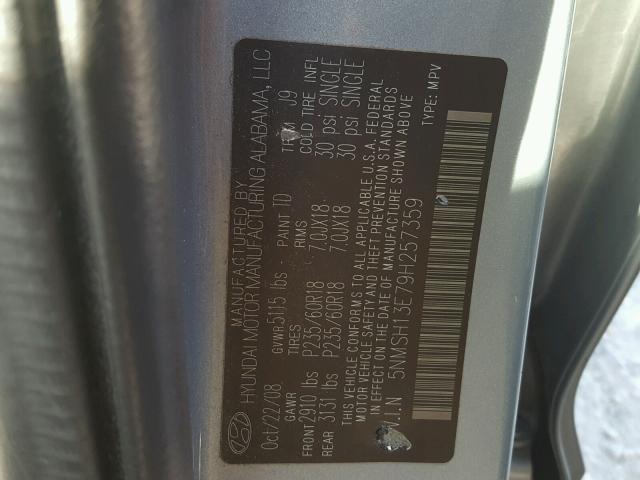 MANUFACTURED BY
HYUNDAI MOTOR MANUFACTURING ALABAMA, LLC
Oct/22/08 GVWR 5115 lbs PAINT ID TRIM J9
GAWR TIRES RIMS COLD TIRE INFL
FRONT 2910 lbs P235/60R18 7.0JX18 30 psi SINGLE
REAR 3131 lbs P235/60R18 7.0JX18 30 psi SINGLE
THIS VEHICLE CONFORMS TO ALL APPLICABLE U.S.A. FEDERAL
MOTOR VEHICLE SAFETY AND THEFT PREVENTION STANDARDS
IN EFFECT ON THE DATE OF MANUFACTURE SHOWN ABOVE
V.I.N 5NMSH13E79H257359 TYPE: MPV